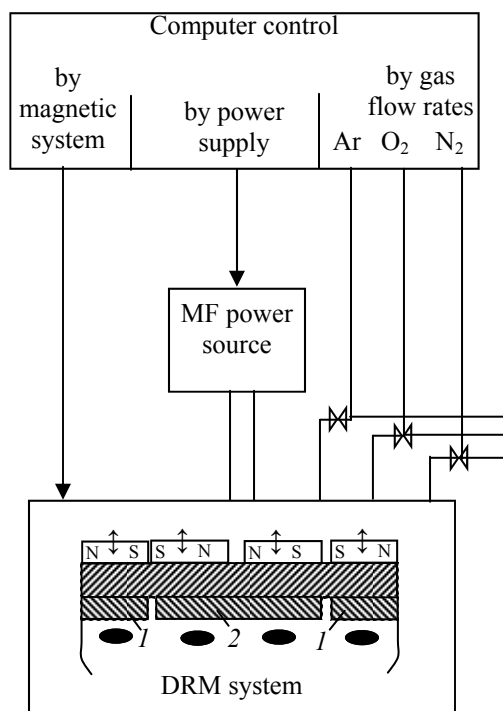 Computer control
by magnetic system
by power supply
by gas flow rates
Ar O₂ N₂
MF power source
N S S N N S S N
1 2 1
DRM system